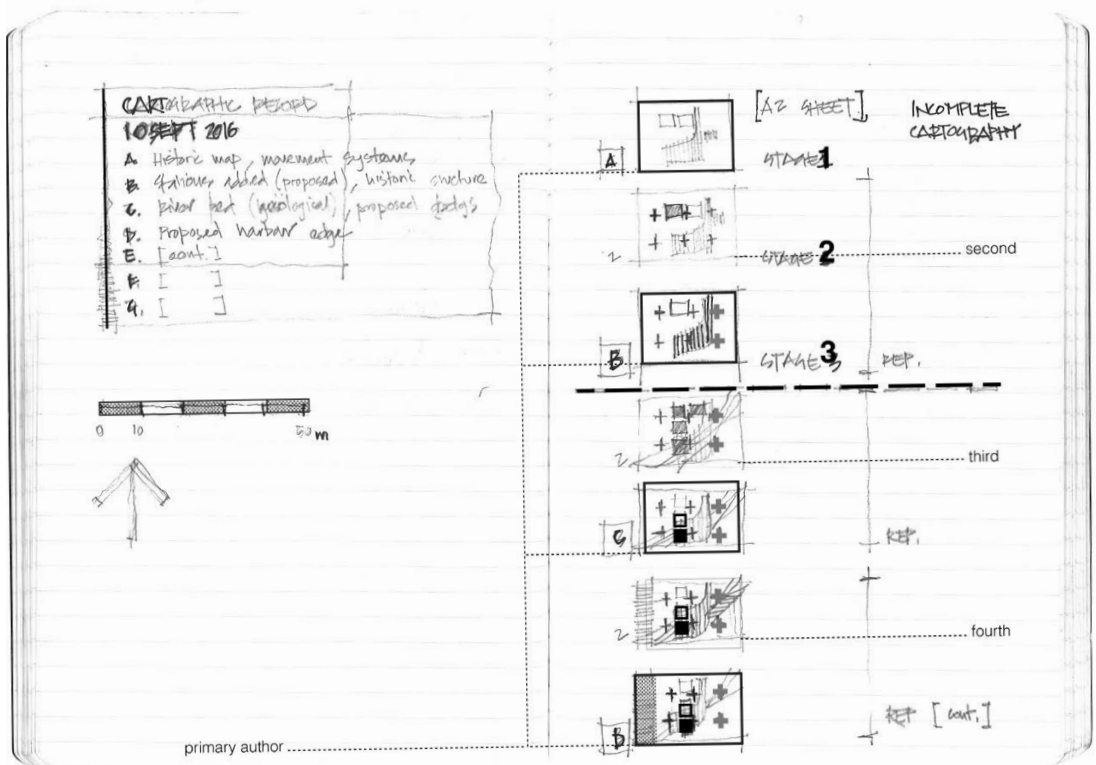 CARTOGRAPHIC RECORD
10 SEPT 2016
A. Historic map, movement systems
B. Stations added (proposed), historic structure
C. River bed (geological), proposed
D. Proposed harbour edge
E. [cont.]
F. [ ]
G. [ ]
0 10 50 m
primary author
[A2 SHEET]
INCOMPLETE
CARTOGRAPHY
A
STAGE 1
2
STAGE 2
second
B
STAGE 3
REP.
2
third
C
REP.
2
fourth
D
REP [cont.]